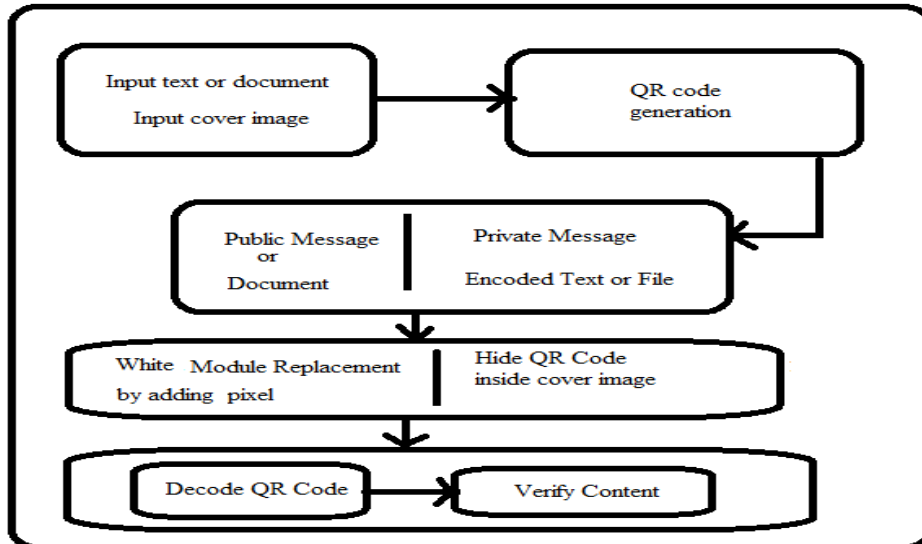 Input text or document
Input cover image
QR code
generation
Public Message
or
Document
Private Message
Encoded Text or File
White Module Replacement
by adding pixel
Hide QR Code
inside cover image
Decode QR Code
Verify Content